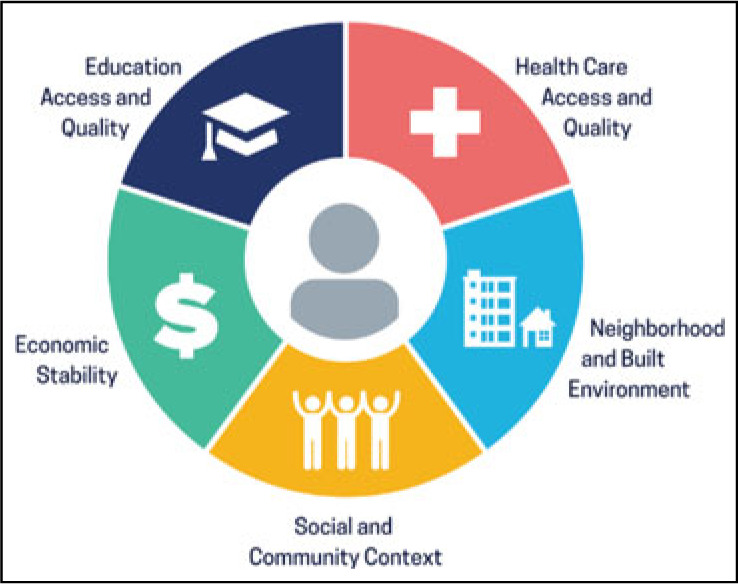 Education
Access and
Quality
Health Care
Access and
Quality
Economic
Stability
Neighborhood
and Built
Environment
Social and
Community Context